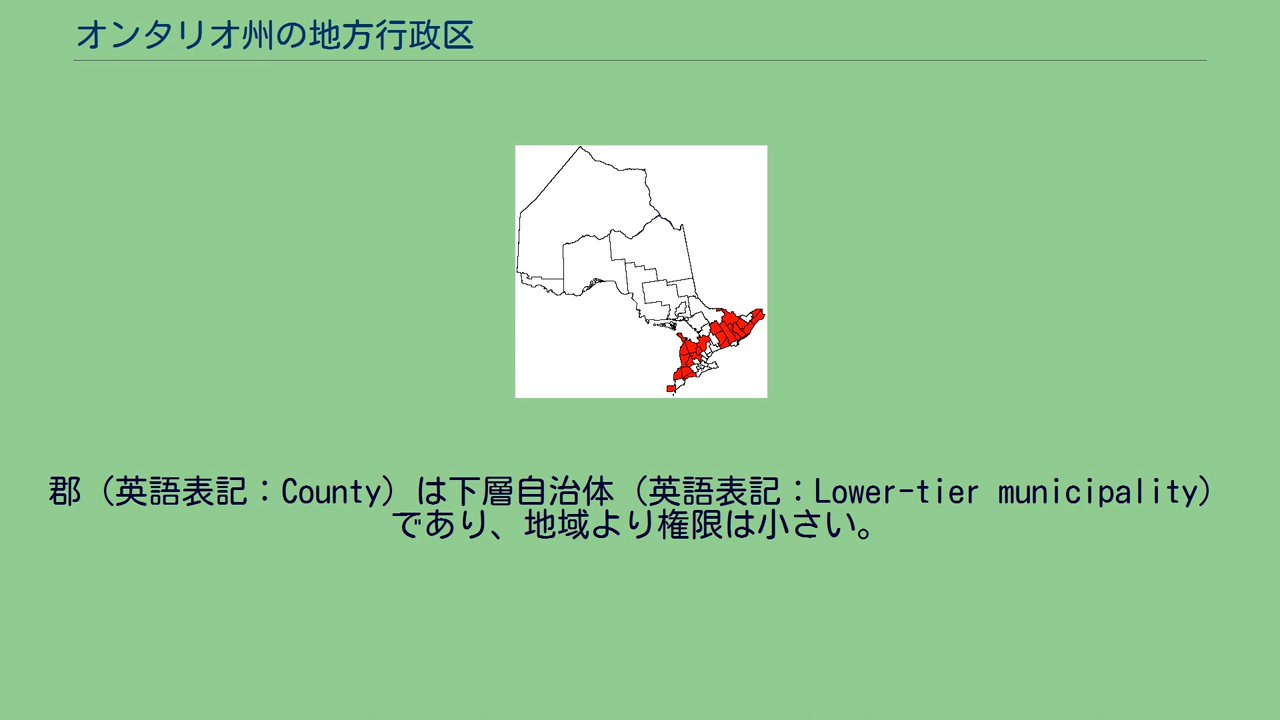 オンタリオ州の地方行政区
郡（英語表記：County）は下層自治体（英語表記：Lower-tier municipality）
であり、地域より権限は小さい。